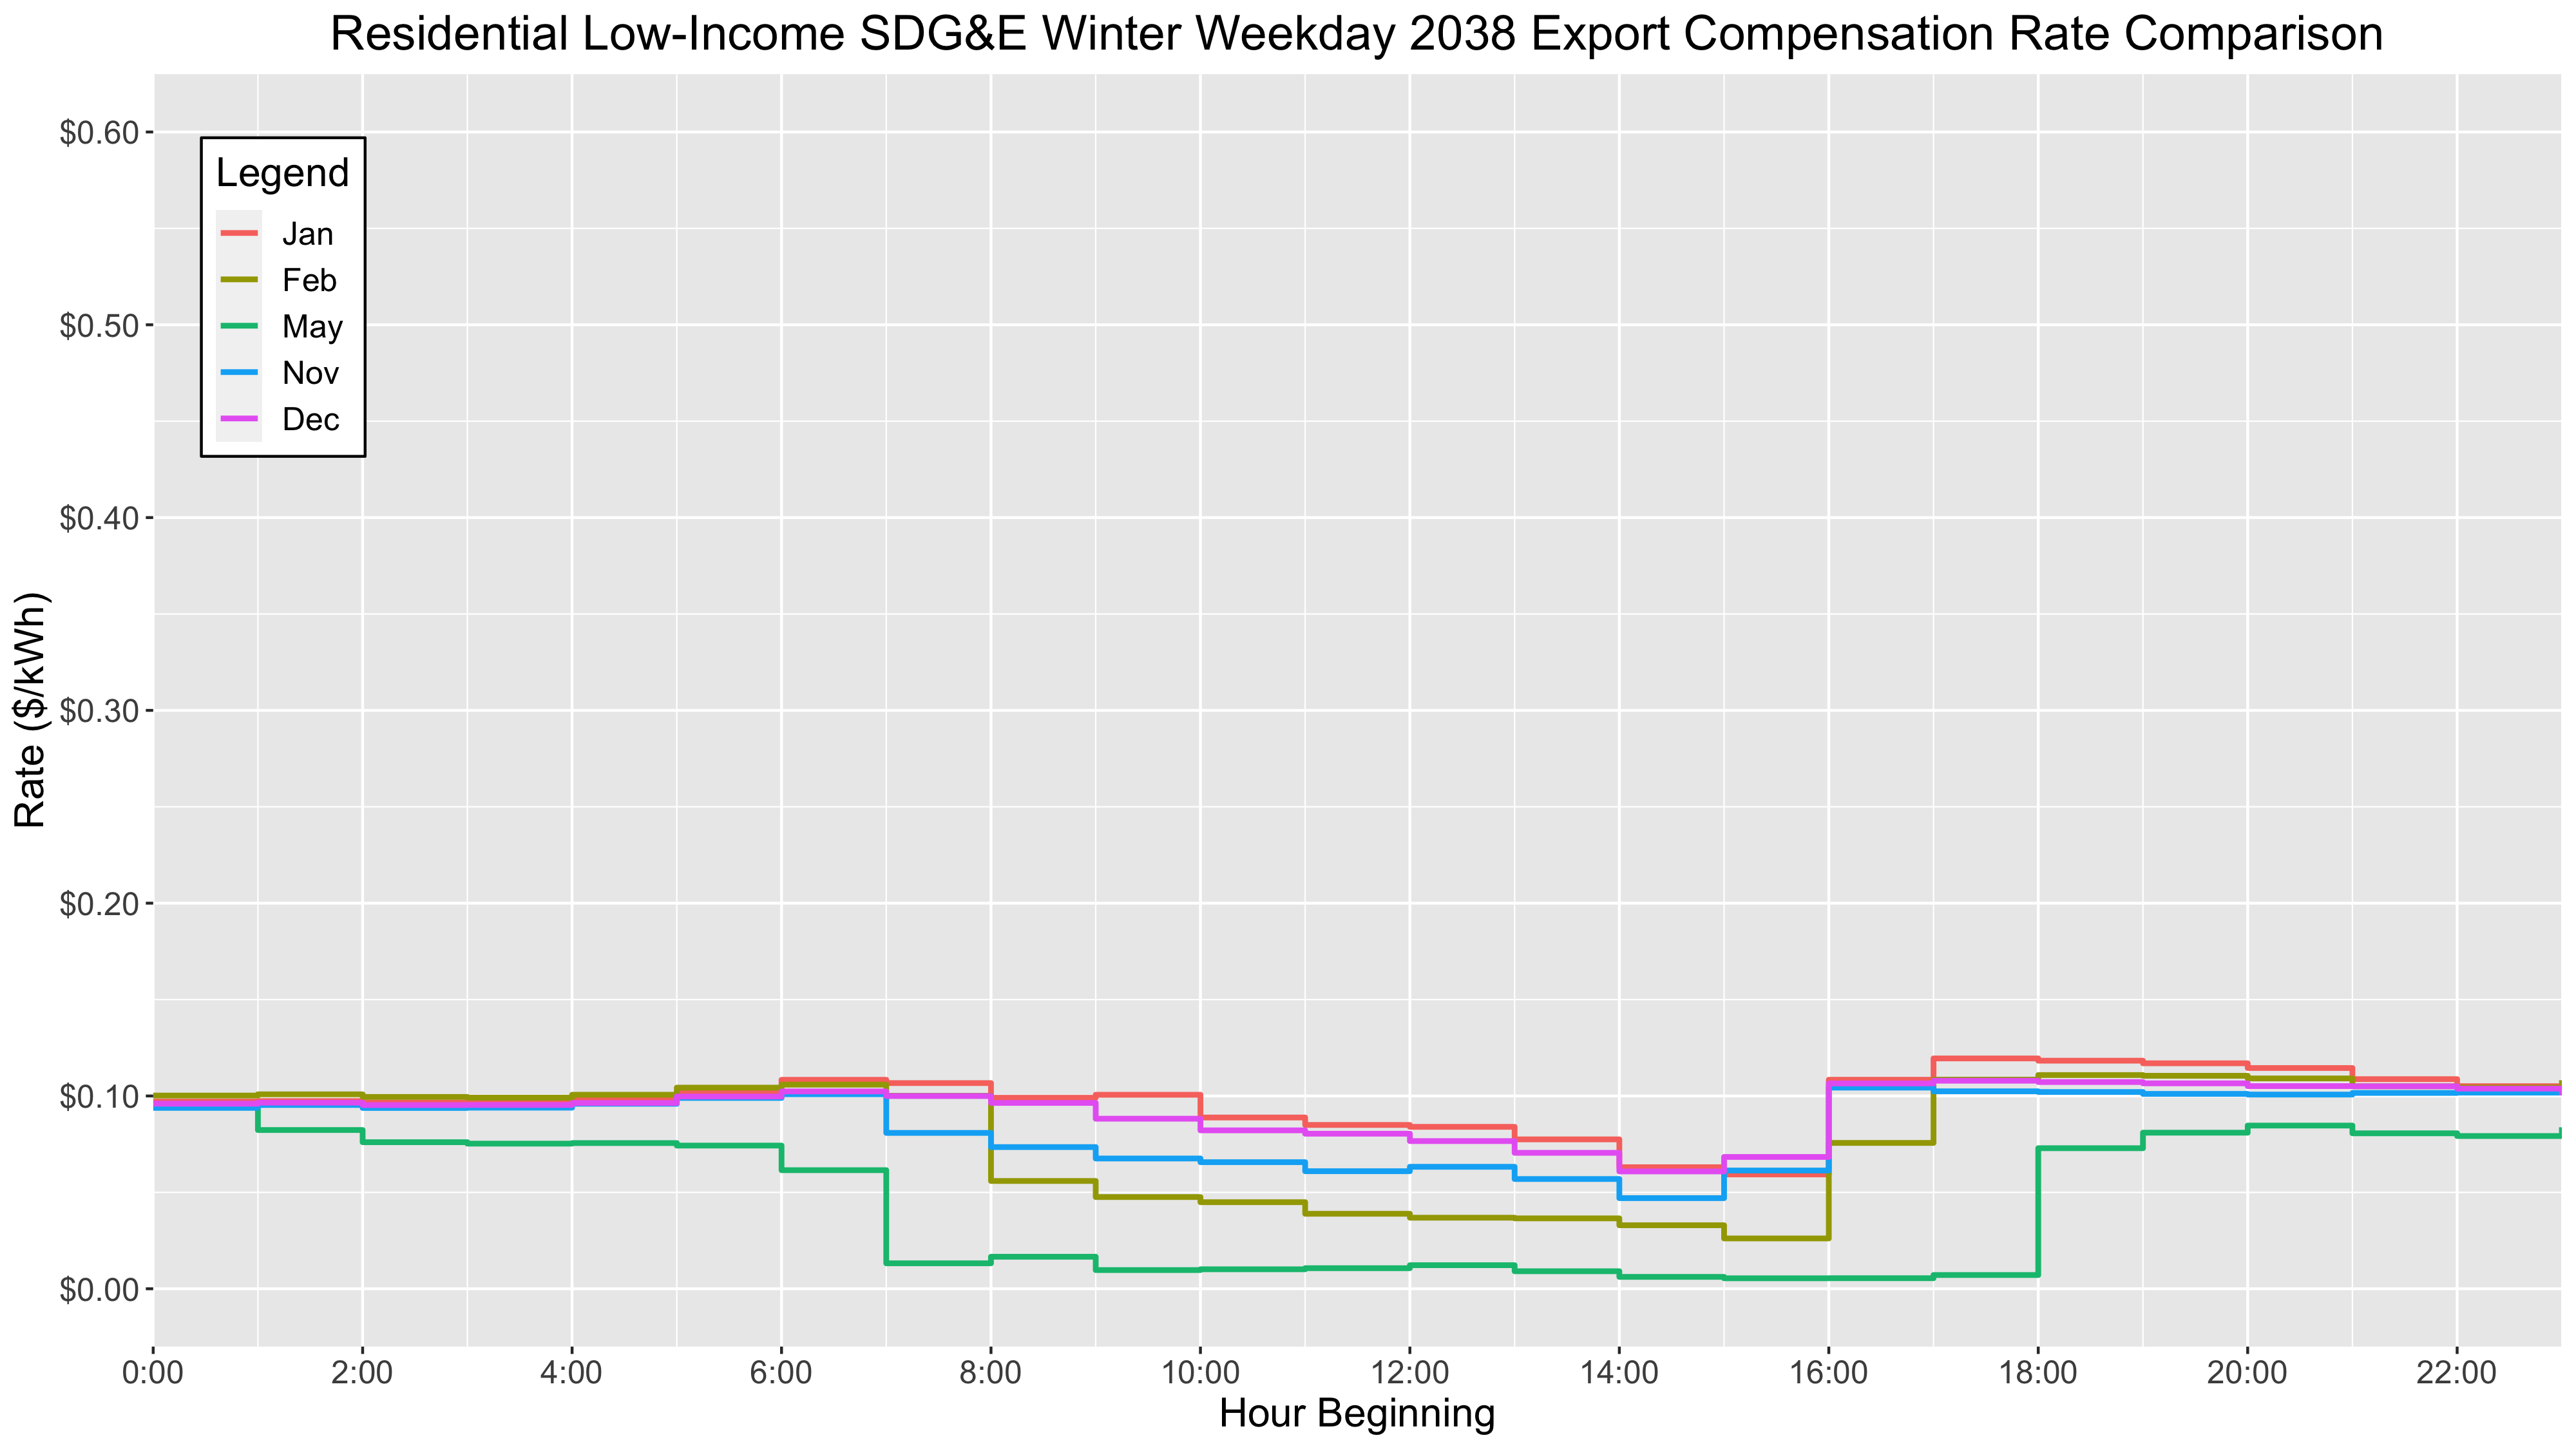 Residential Low-Income SDG&E Winter Weekday 2038 Export Compensation Rate Comparison
$0.60
$0.50
$0.40
$0.30
$0.20
$0.10
$0.00
Rate ($/kWh)
Legend
Jan
Feb
May
Nov
Dec
0:00 2:00 4:00 6:00 8:00 10:00 12:00 14:00 16:00 18:00 20:00 22:00
Hour Beginning